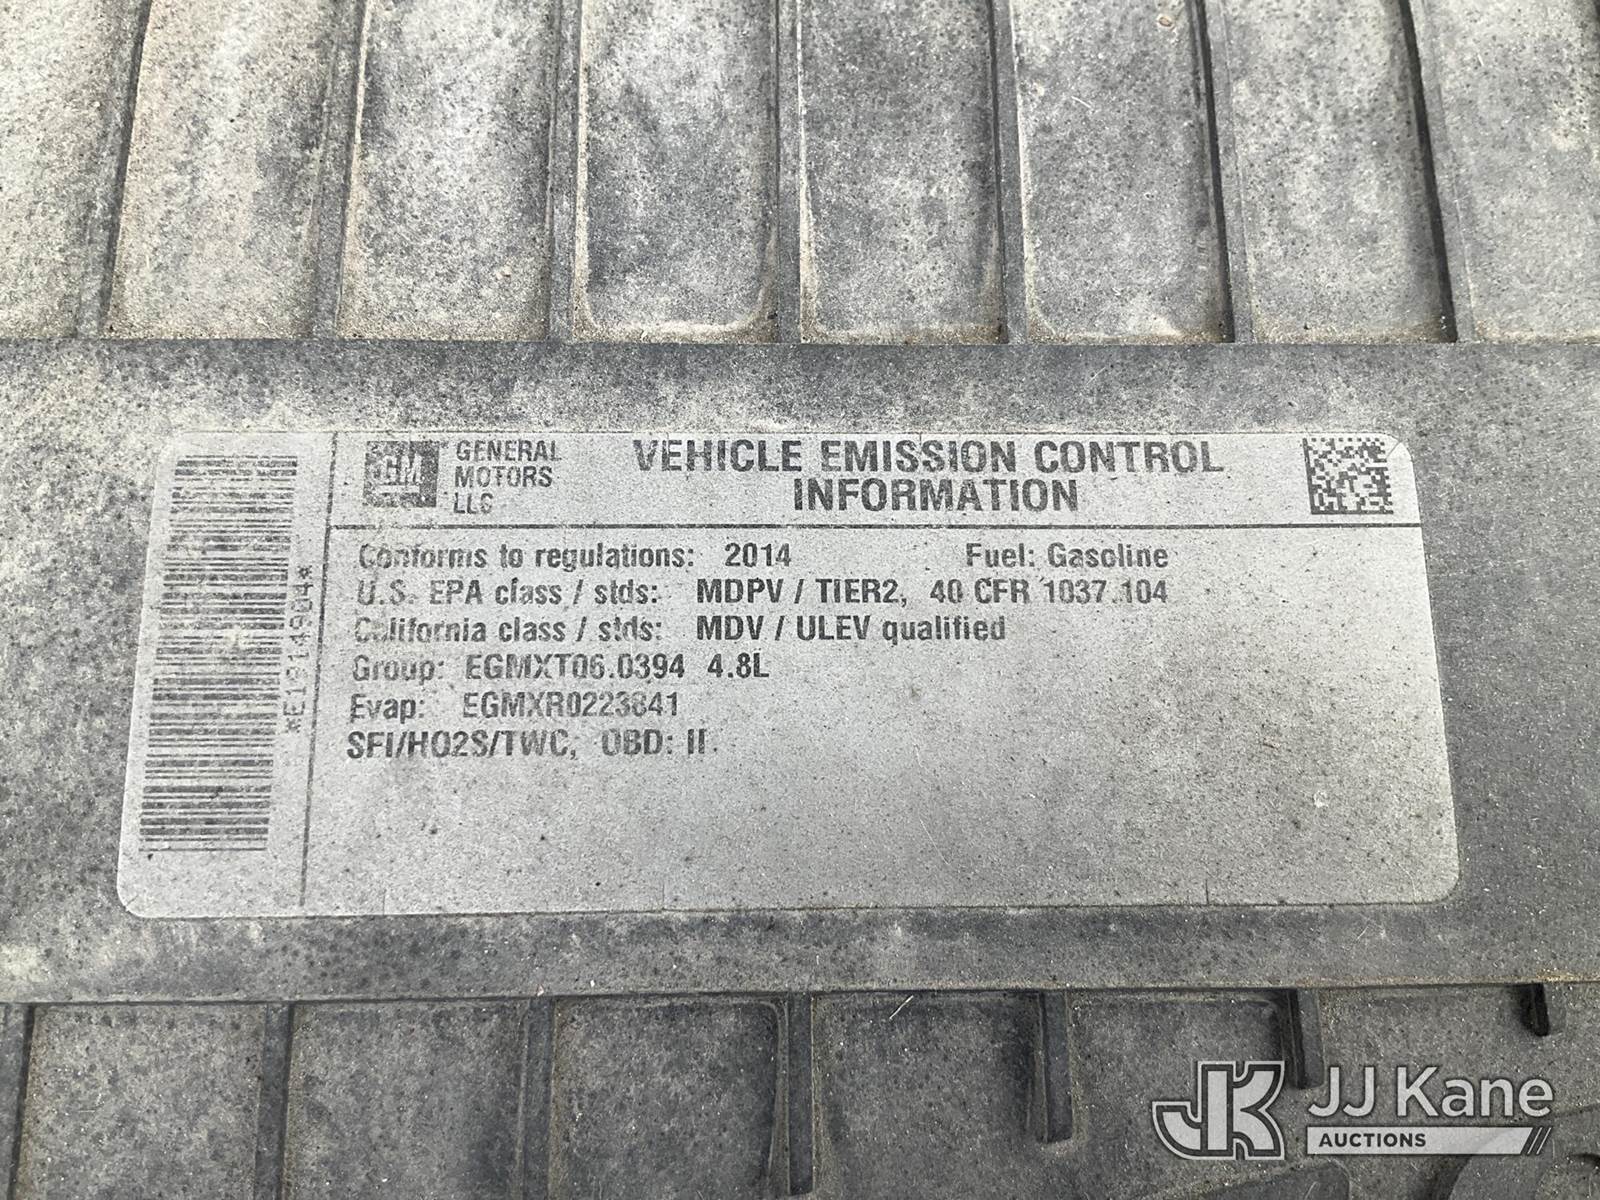 GM
GENERAL
MOTORS
LLC
VEHICLE EMISSION CONTROL
INFORMATION
Conforms to regulations: 2014 Fuel: Gasoline
U.S. EPA class / stds: MDPV / TIER2, 40 CFR 1037.104
California class / stds: MDV / ULEV qualified
Group: EGMXT06.0394 4.8L
Evap: EGMXR0223841
SFI/HO2S/TWC, OBD: II
*E19149904*
JK JJ Kane
AUCTIONS